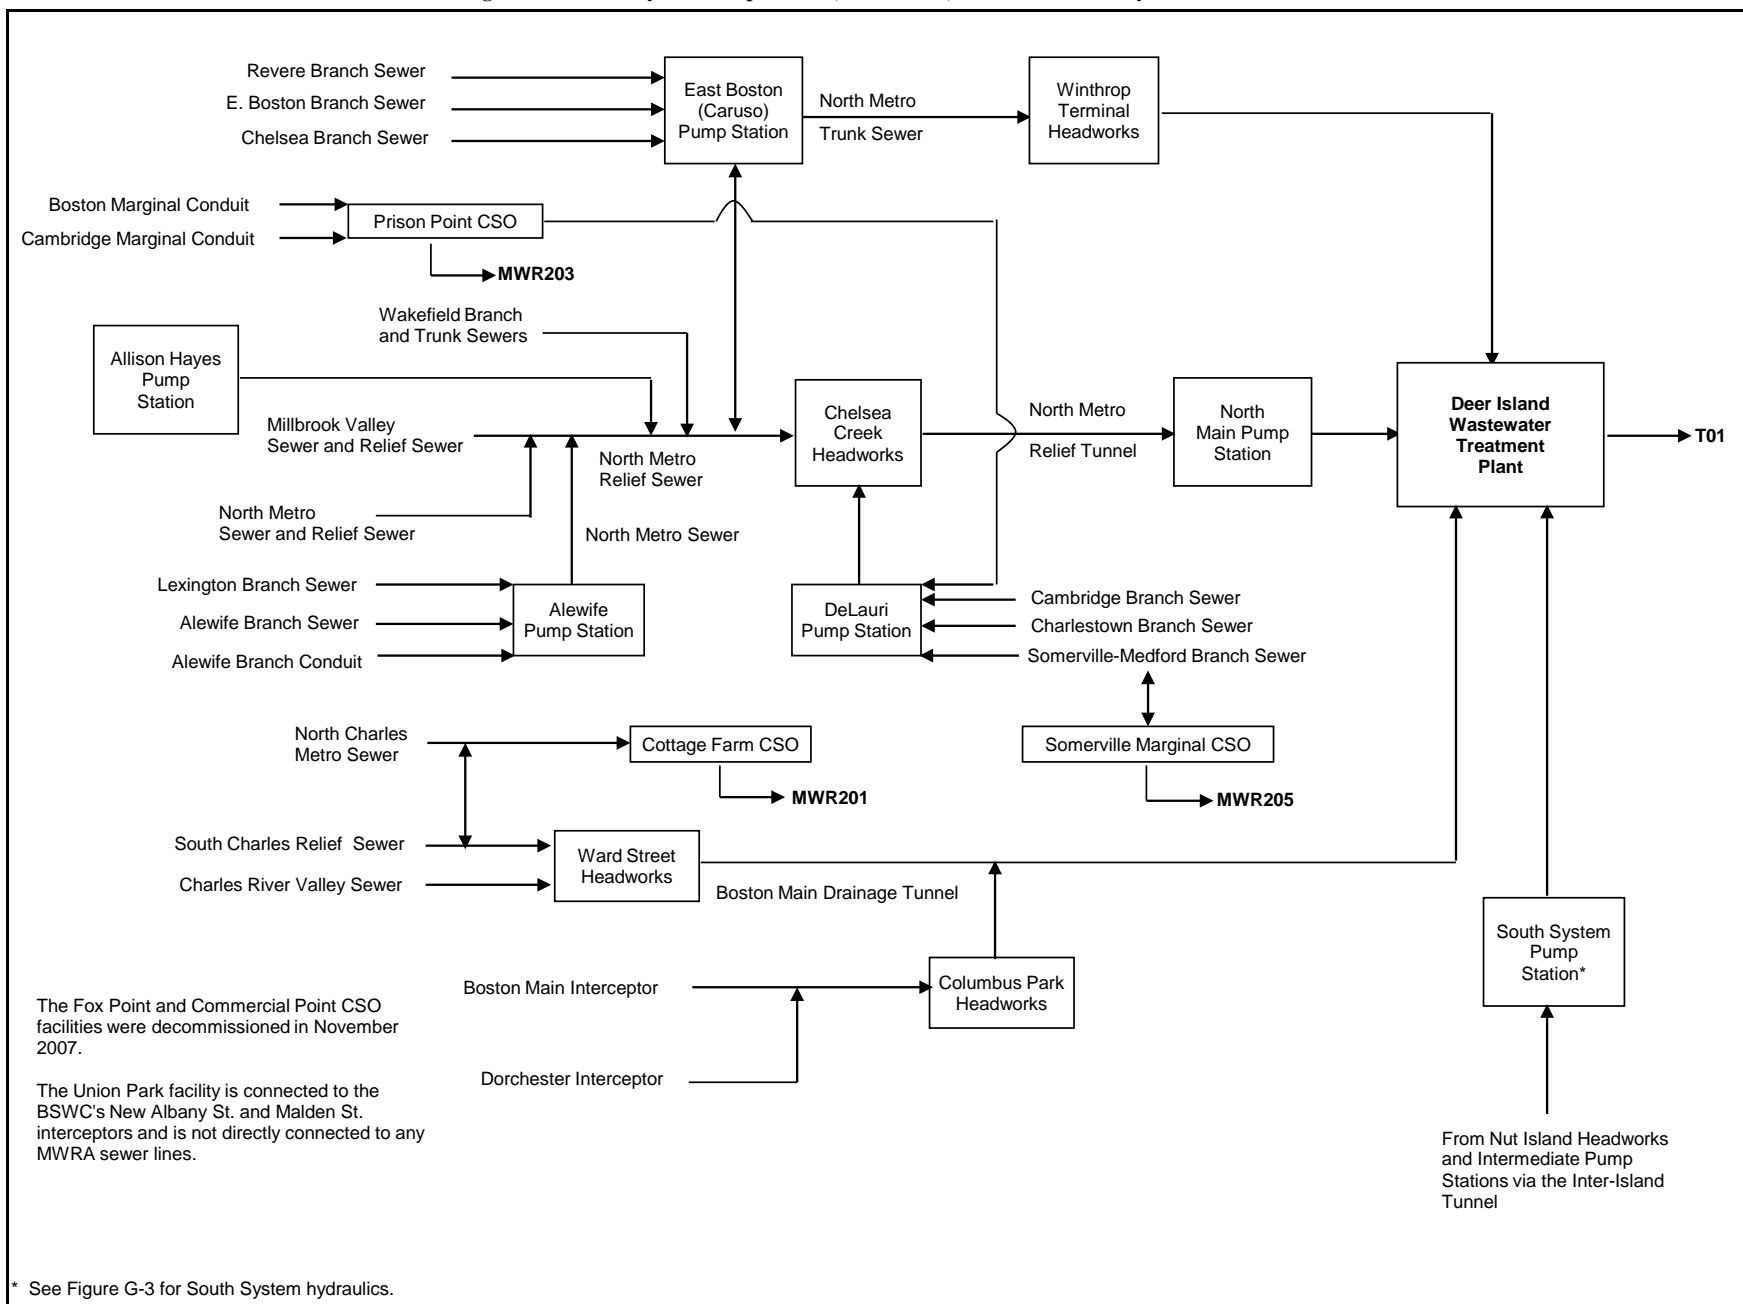 Revere Branch Sewer
E. Boston Branch Sewer
Chelsea Branch Sewer
East Boston
(Caruso)
Pump Station
North Metro
Trunk Sewer
Winthrop
Terminal
Headworks
Boston Marginal Conduit
Cambridge Marginal Conduit
Prison Point CSO
MWR203
Wakefield Branch
and Trunk Sewers
Allison Hayes
Pump
Station
Millbrook Valley
Sewer and Relief Sewer
North Metro
Relief Sewer
Chelsea
Creek
Headworks
North Metro
Relief Tunnel
North
Main Pump
Station
Deer Island
Wastewater
Treatment
Plant
T01
North Metro
Sewer and Relief Sewer
North Metro Sewer
Lexington Branch Sewer
Alewife Branch Sewer
Alewife Branch Conduit
Alewife
Pump Station
DeLauri
Pump Station
Cambridge Branch Sewer
Charlestown Branch Sewer
Somerville-Medford Branch Sewer
North Charles
Metro Sewer
Cottage Farm CSO
MWR201
Somerville Marginal CSO
MWR205
South Charles Relief Sewer
Charles River Valley Sewer
Ward Street
Headworks
Boston Main Drainage Tunnel
South System
Pump
Station*
Boston Main Interceptor
Columbus Park
Headworks
Dorchester Interceptor
The Fox Point and Commercial Point CSO
facilities were decommissioned in November
2007.
The Union Park facility is connected to the
BSWC's New Albany St. and Malden St.
interceptors and is not directly connected to any
MWRA sewer lines.
From Nut Island Headworks
and Intermediate Pump
Stations via the Inter-Island
Tunnel
* See Figure G-3 for South System hydraulics.